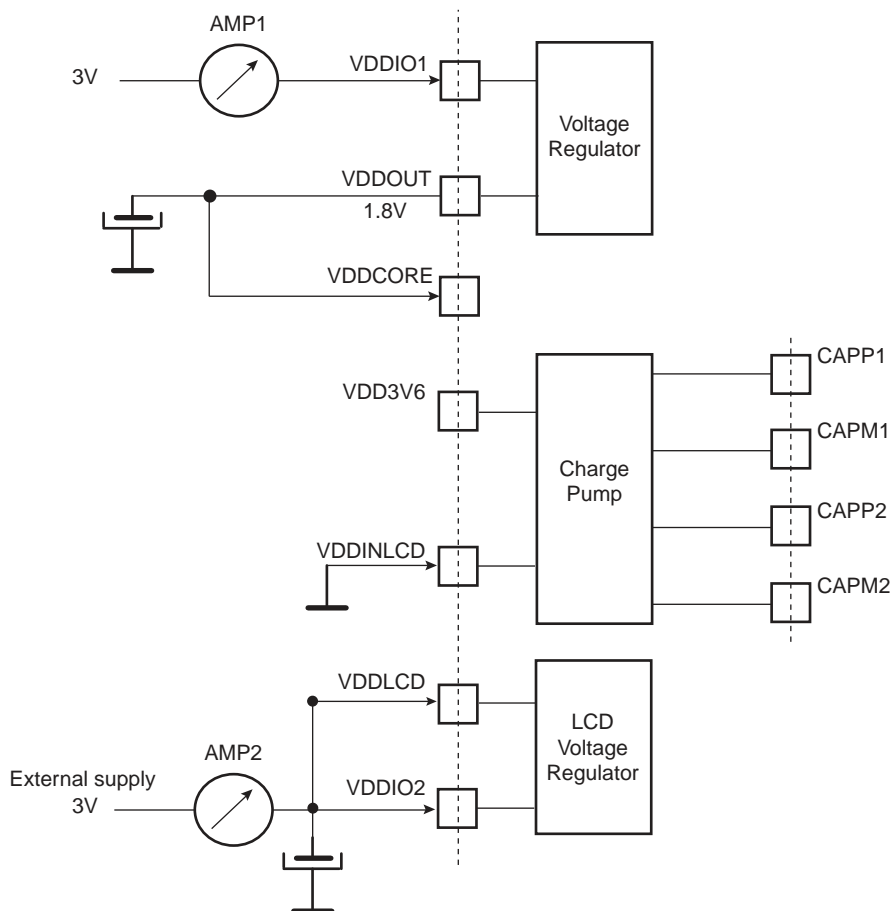 AMP1
3V
VDDIO1
Voltage
Regulator
VDDOUT
1.8V
VDDCORE
VDD3V6
Charge
Pump
CAPP1
CAPM1
CAPP2
CAPM2
VDDINLCD
VDDLCD
LCD
Voltage
Regulator
AMP2
External supply
3V
VDDIO2